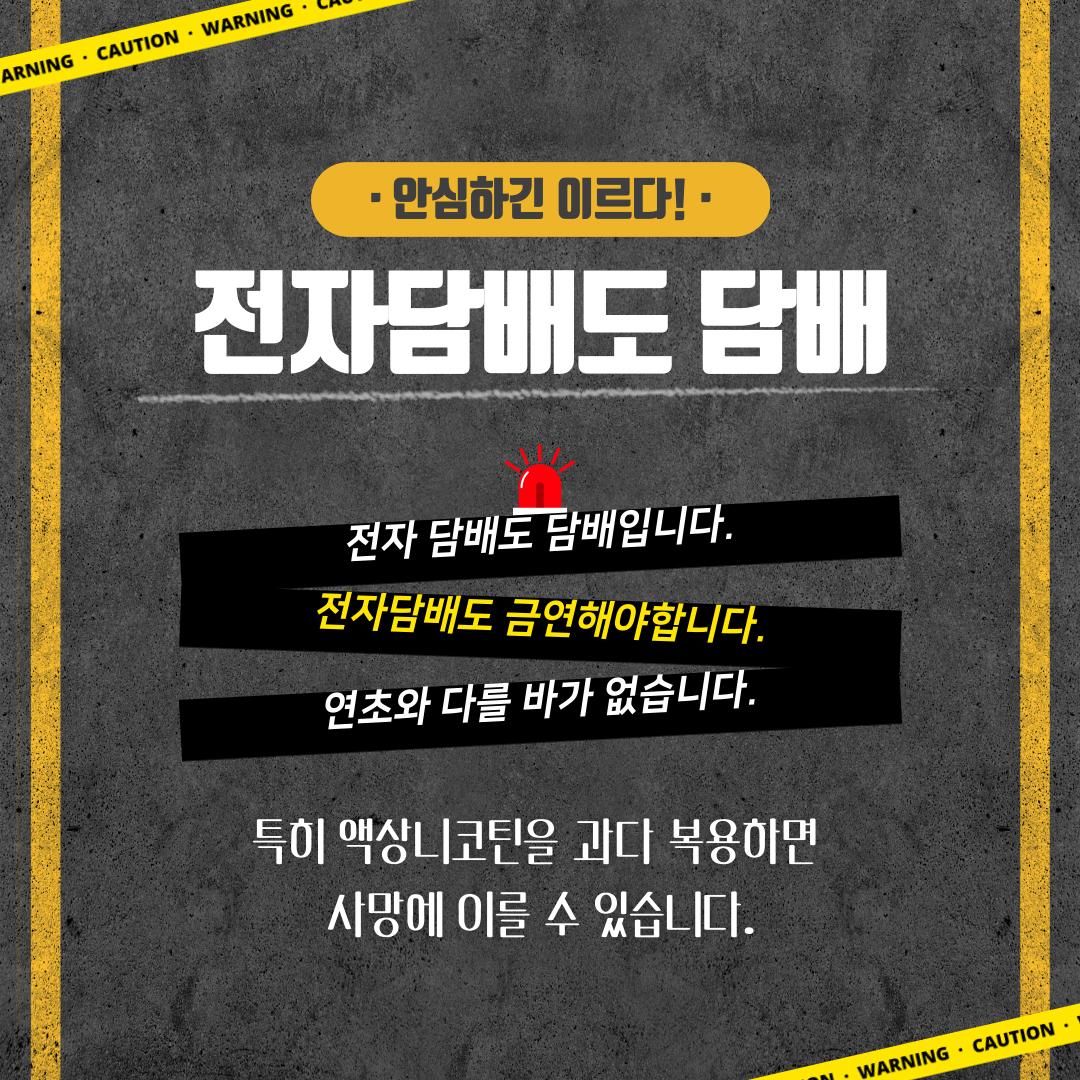 ARNING · CAUTION · WARNING · CAU
· 안심하긴 이르다! ·
전자담배도 담배
전자 담배도 담배입니다.
전자담배도 금연해야합니다.
연초와 다를 바가 없습니다.
특히 액상니코틴을 과다 복용하면
사망에 이를 수 있습니다.
ON · WARNING · CAUTION ·